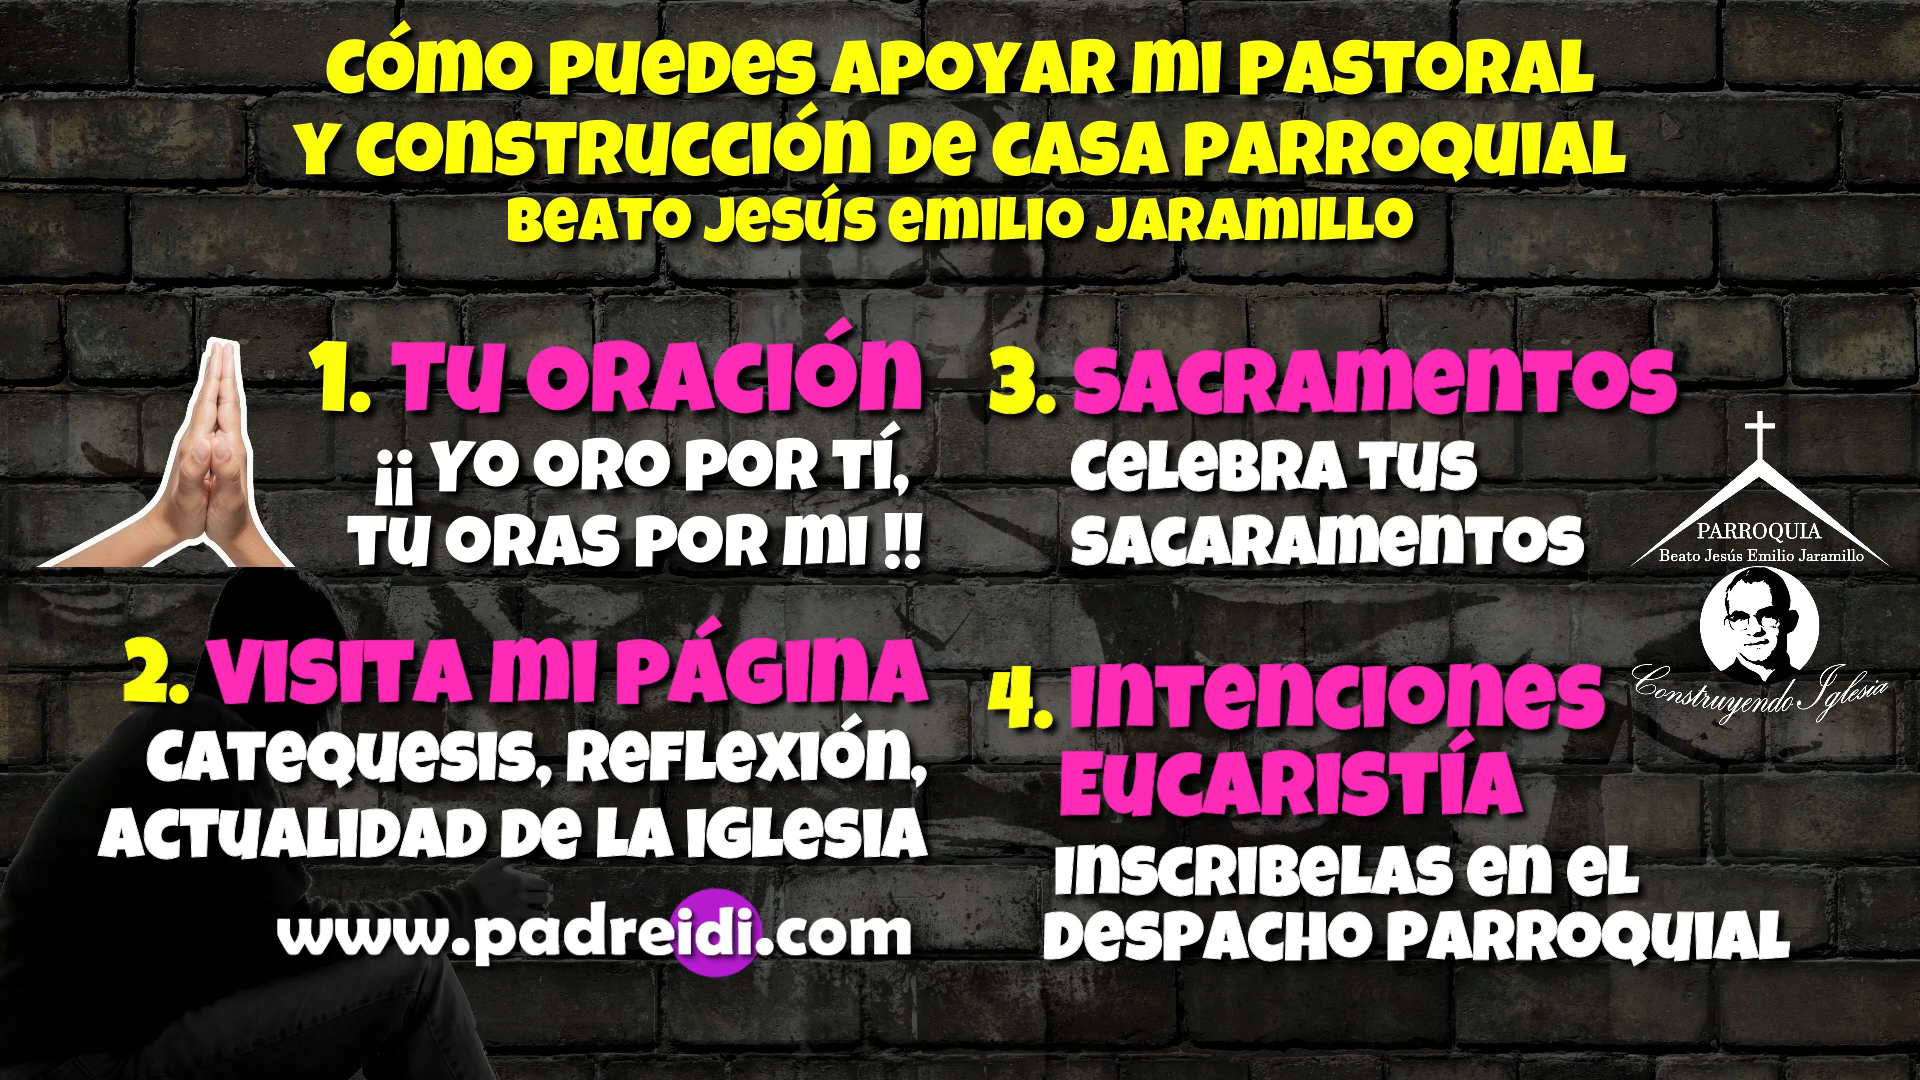 CÓMO PUEDES APOYAR MI PASTORAL
Y CONSTRUCCIÓN DE CASA PARROQUIAL
BEATO JESÚS EMILIO JARAMILLO
1. TU ORACIÓN
¡¡ YO ORO POR TÍ,
TU ORAS POR MI !!
2. VISITA MI PÁGINA
CATEQUESIS, REFLEXIÓN,
ACTUALIDAD DE LA IGLESIA
www.padreidi.com
3. SACRAMENTOS
CELEBRA TUS
SACARAMENTOS
4. INTENCIONES
EUCARISTÍA
INSCRIBELAS EN EL
DESPACHO PARROQUIAL
PARROQUIA
Beato Jesús Emilio Jaramillo
Construyendo Iglesia